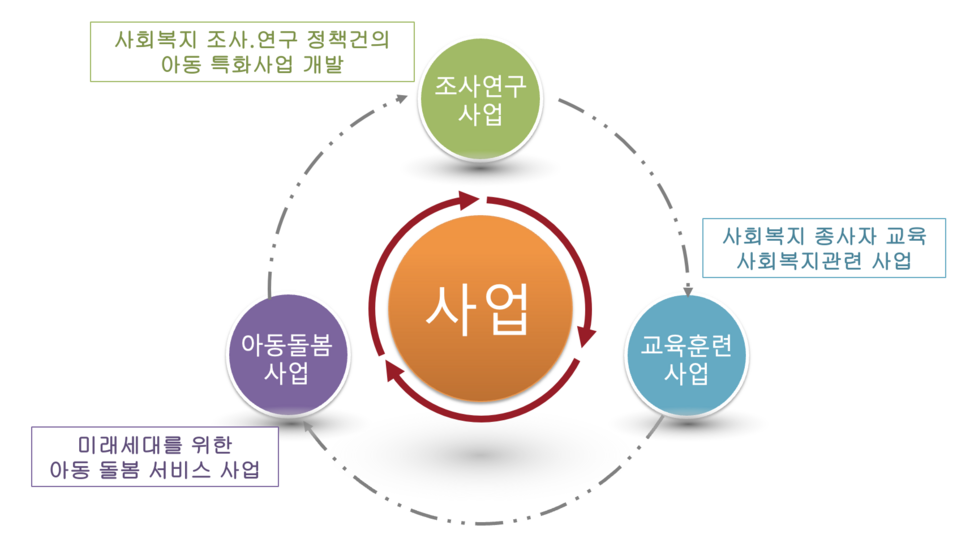 사회복지 조사.연구 정책건의
아동 특화사업 개발
조사연구
사업
사회복지 종사자 교육
사회복지관련 사업
사업
아동돌봄
사업
교육훈련
사업
미래세대를 위한
아동 돌봄 서비스 사업